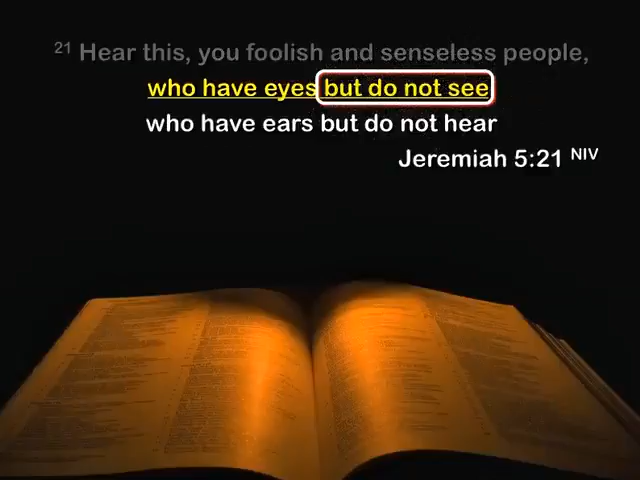 21 Hear this, you foolish and senseless people,
who have eyes but do not see
who have ears but do not hear
Jeremiah 5:21 NIV